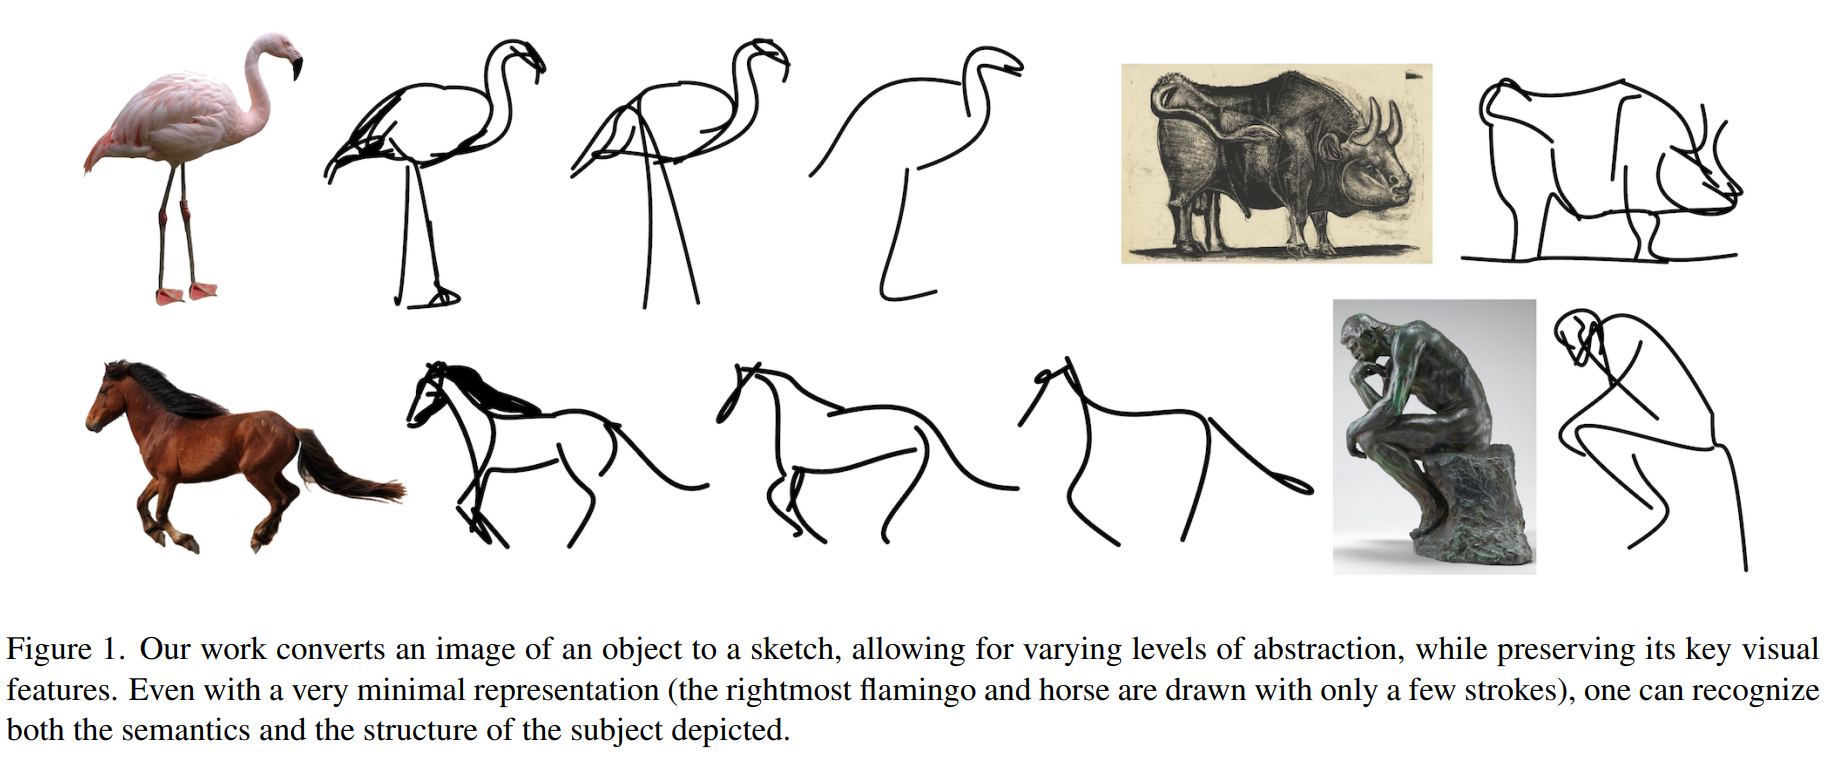 Figure 1. Our work converts an image of an object to a sketch, allowing for varying levels of abstraction, while preserving its key visual
features. Even with a very minimal representation (the rightmost flamingo and horse are drawn with only a few strokes), one can recognize
both the semantics and the structure of the subject depicted.